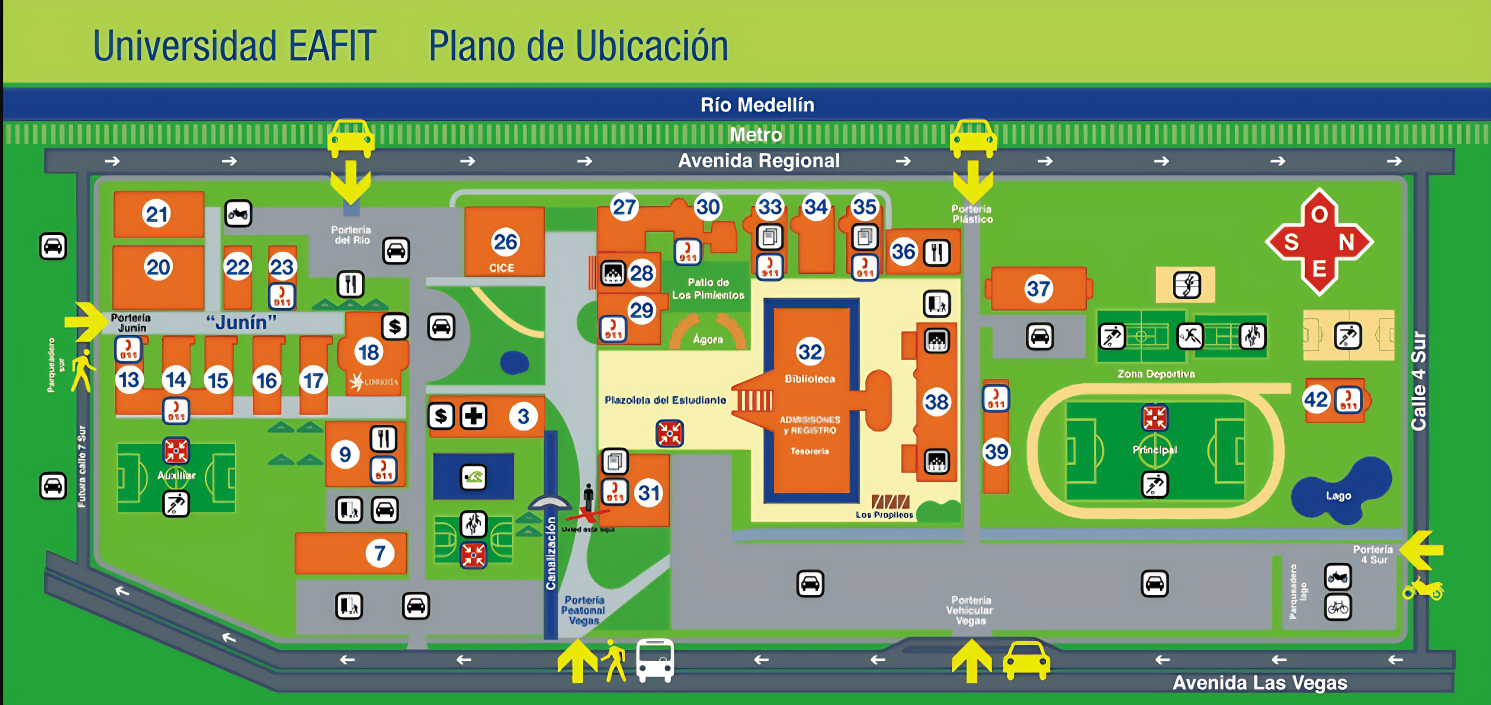 Universidad EAFIT Plano de Ubicación
Río Medellín
Metro
Avenida Regional
21
20
22
23
Portería
del Río
26
CICE
27
30
33
34
35
Portería
Plástico
36
28
29
911
911
911
911
911
Patio de
Los Pimientos
Ágora
37
O
S N
E
Portería
Junín
"Junín"
Parqueadero
sur
Futura calle 7 Sur
911
13
14
15
16
17
18
$
911
Auxiliar
9
911
7
$
3
Canalización
Plazoleta del Estudiante
911
31
32
Biblioteca
ADMISIONES
y REGISTRO
Tesorería
38
Los Propíleos
911
39
Zona Deportiva
Principal
42
911
Lago
Calle 4 Sur
Portería
4 Sur
Parqueadero
lago
Portería
Peatonal
Vegas
Portería
Vehicular
Vegas
Avenida Las Vegas